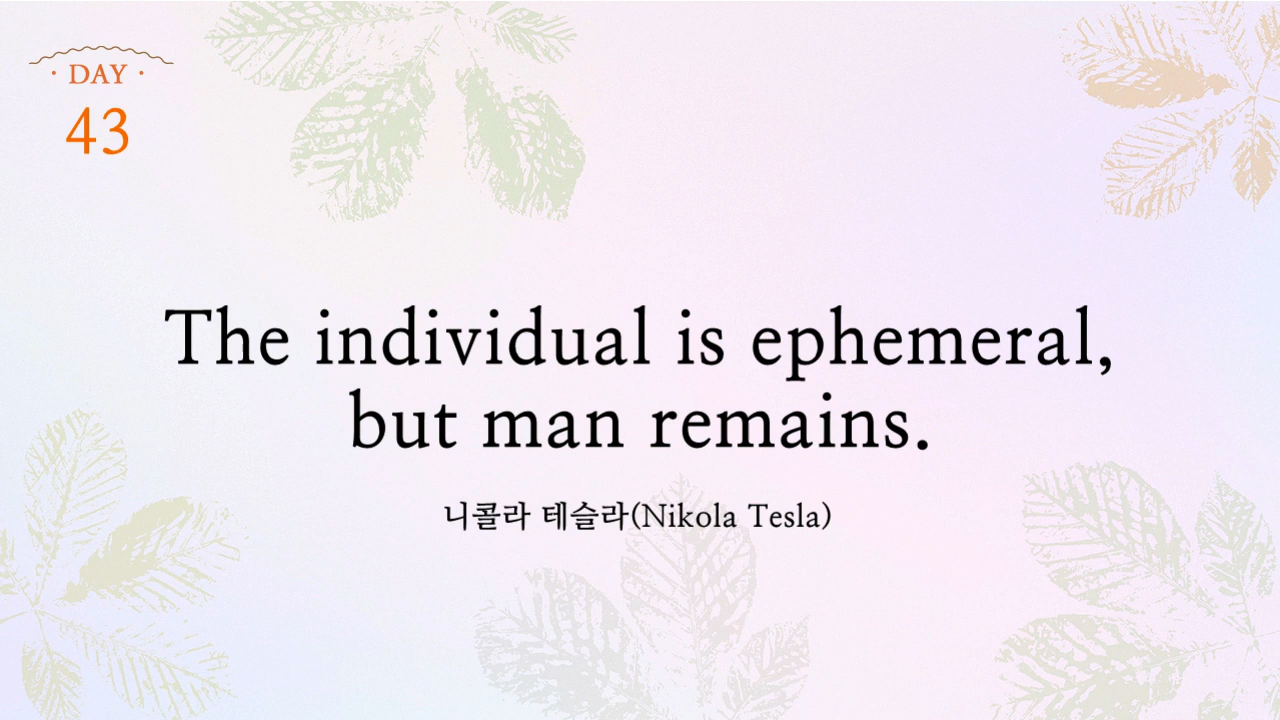 · DAY ·
43
The individual is ephemeral,
but man remains.
니콜라 테슬라(Nikola Tesla)